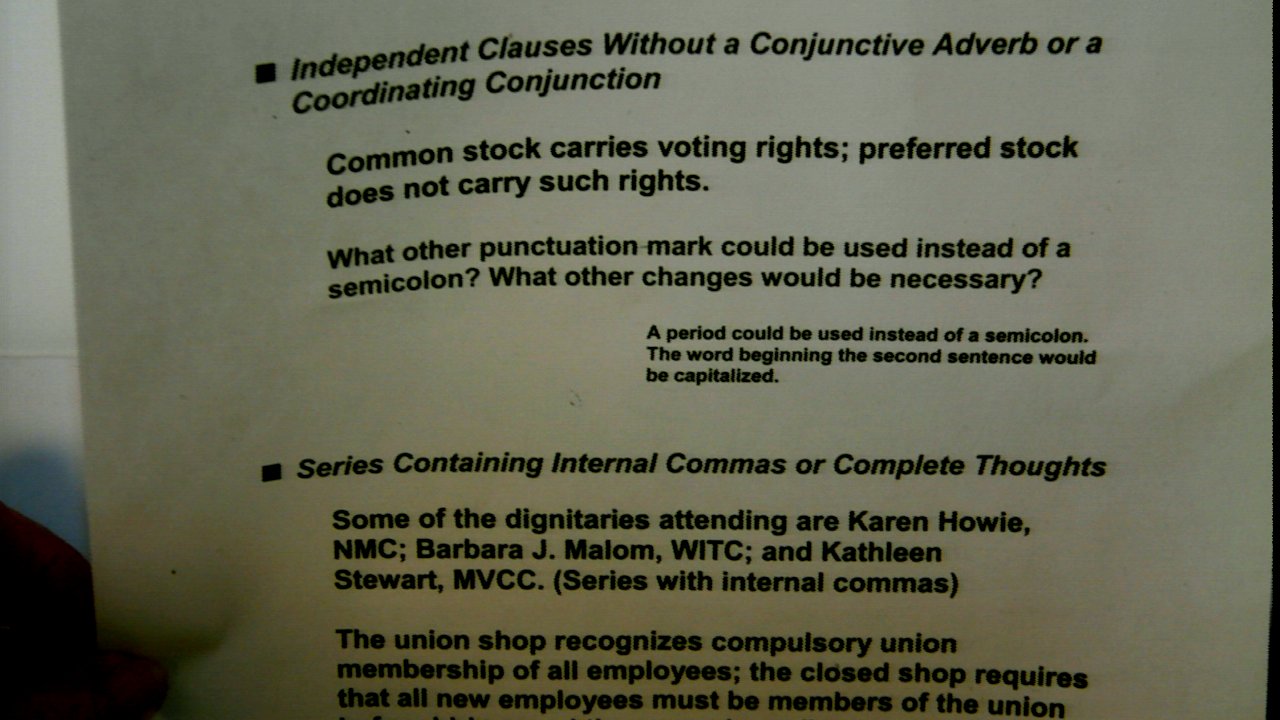 Independent Clauses Without a Conjunctive Adverb or a
Coordinating Conjunction
Common stock carries voting rights; preferred stock
does not carry such rights.
What other punctuation mark could be used instead of a
semicolon? What other changes would be necessary?
A period could be used instead of a semicolon.
The word beginning the second sentence would
be capitalized.
Series Containing Internal Commas or Complete Thoughts
Some of the dignitaries attending are Karen Howie,
NMC; Barbara J. Malom, WITC; and Kathleen
Stewart, MVCC. (Series with internal commas)
The union shop recognizes compulsory union
membership of all employees; the closed shop requires
that all new employees must be members of the union